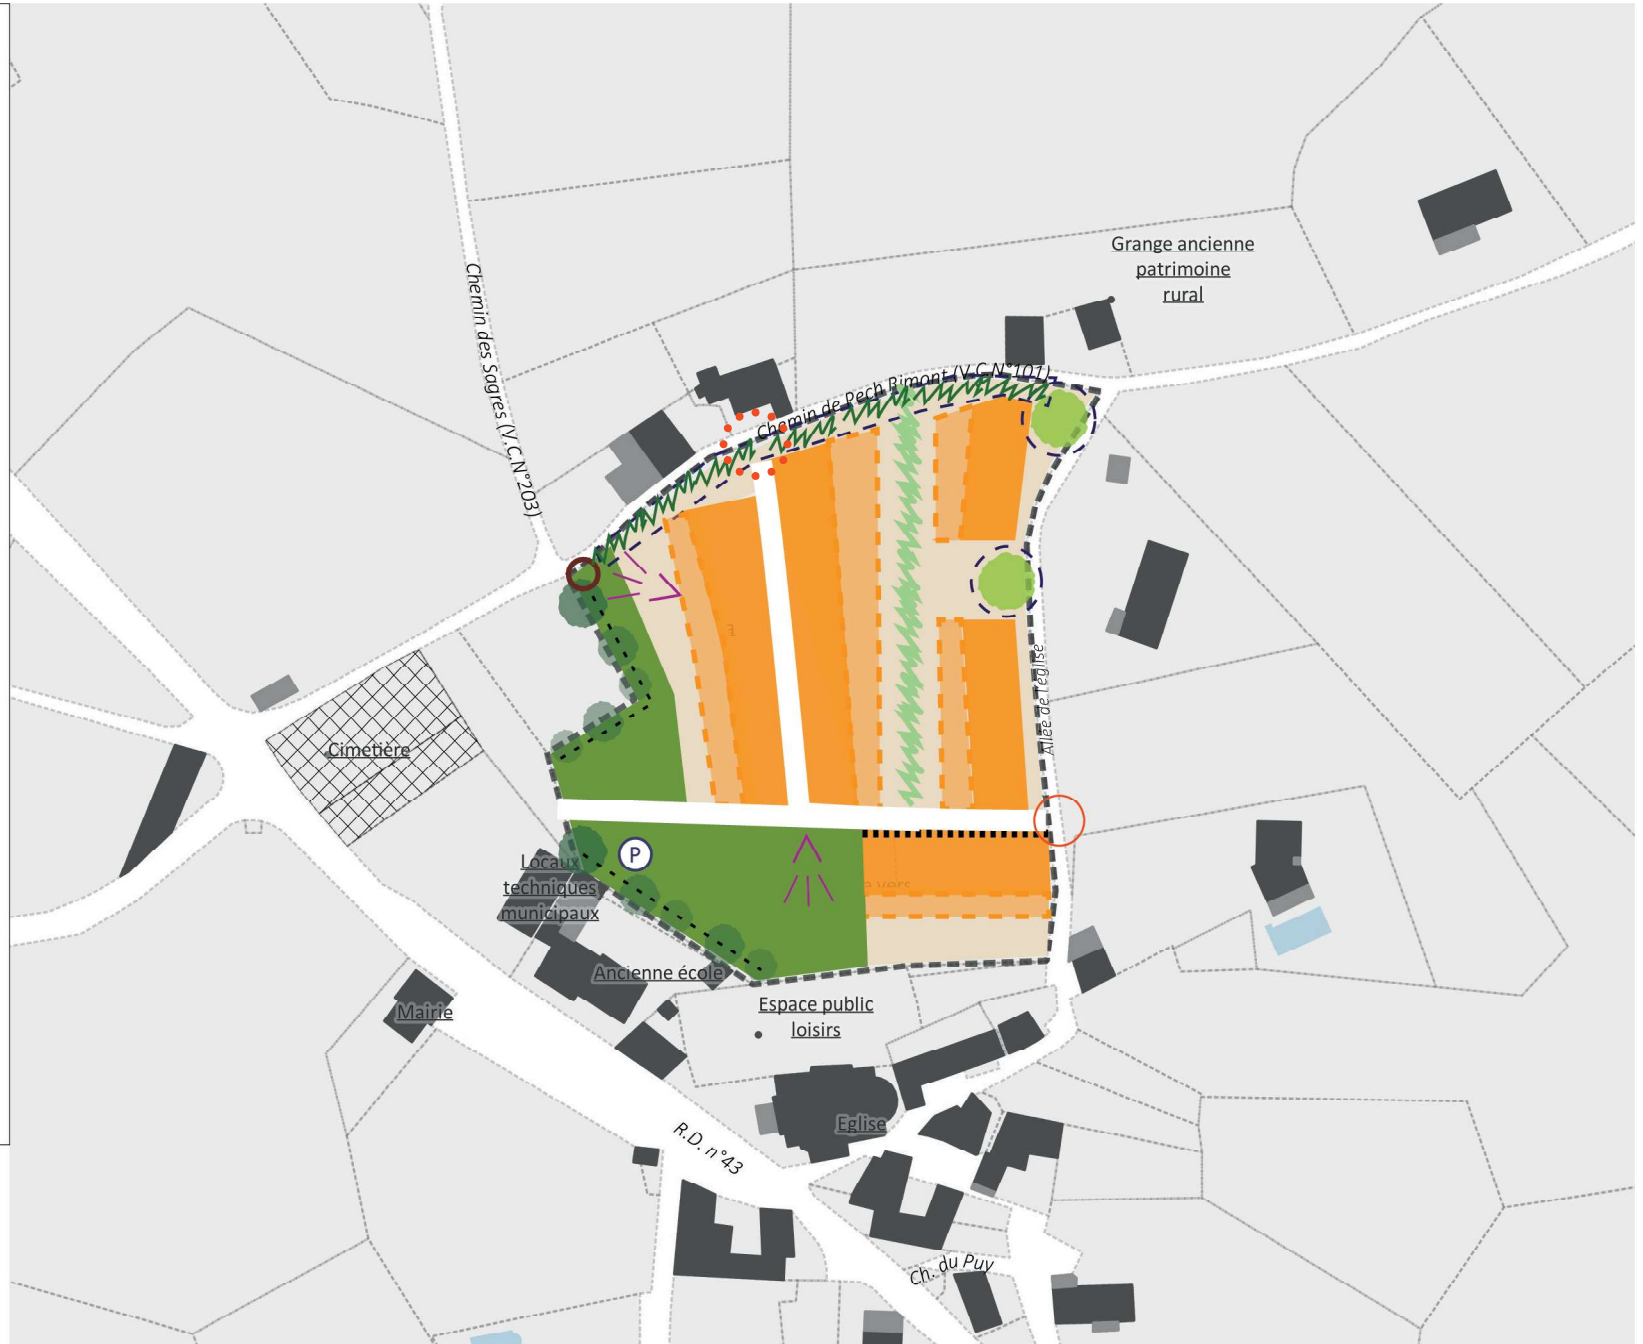 Grange ancienne
patrimoine
rural
Chemin des Sagres (V.C.N°203)
Chemin de Pech Rimont (V.C.N°101)
Allée de l'église
Cimetière
P
Locaux
techniques
municipaux
Ancienne école
Mairie
Espace public
loisirs
Eglise
R.D. n°43
Ch. du Puy